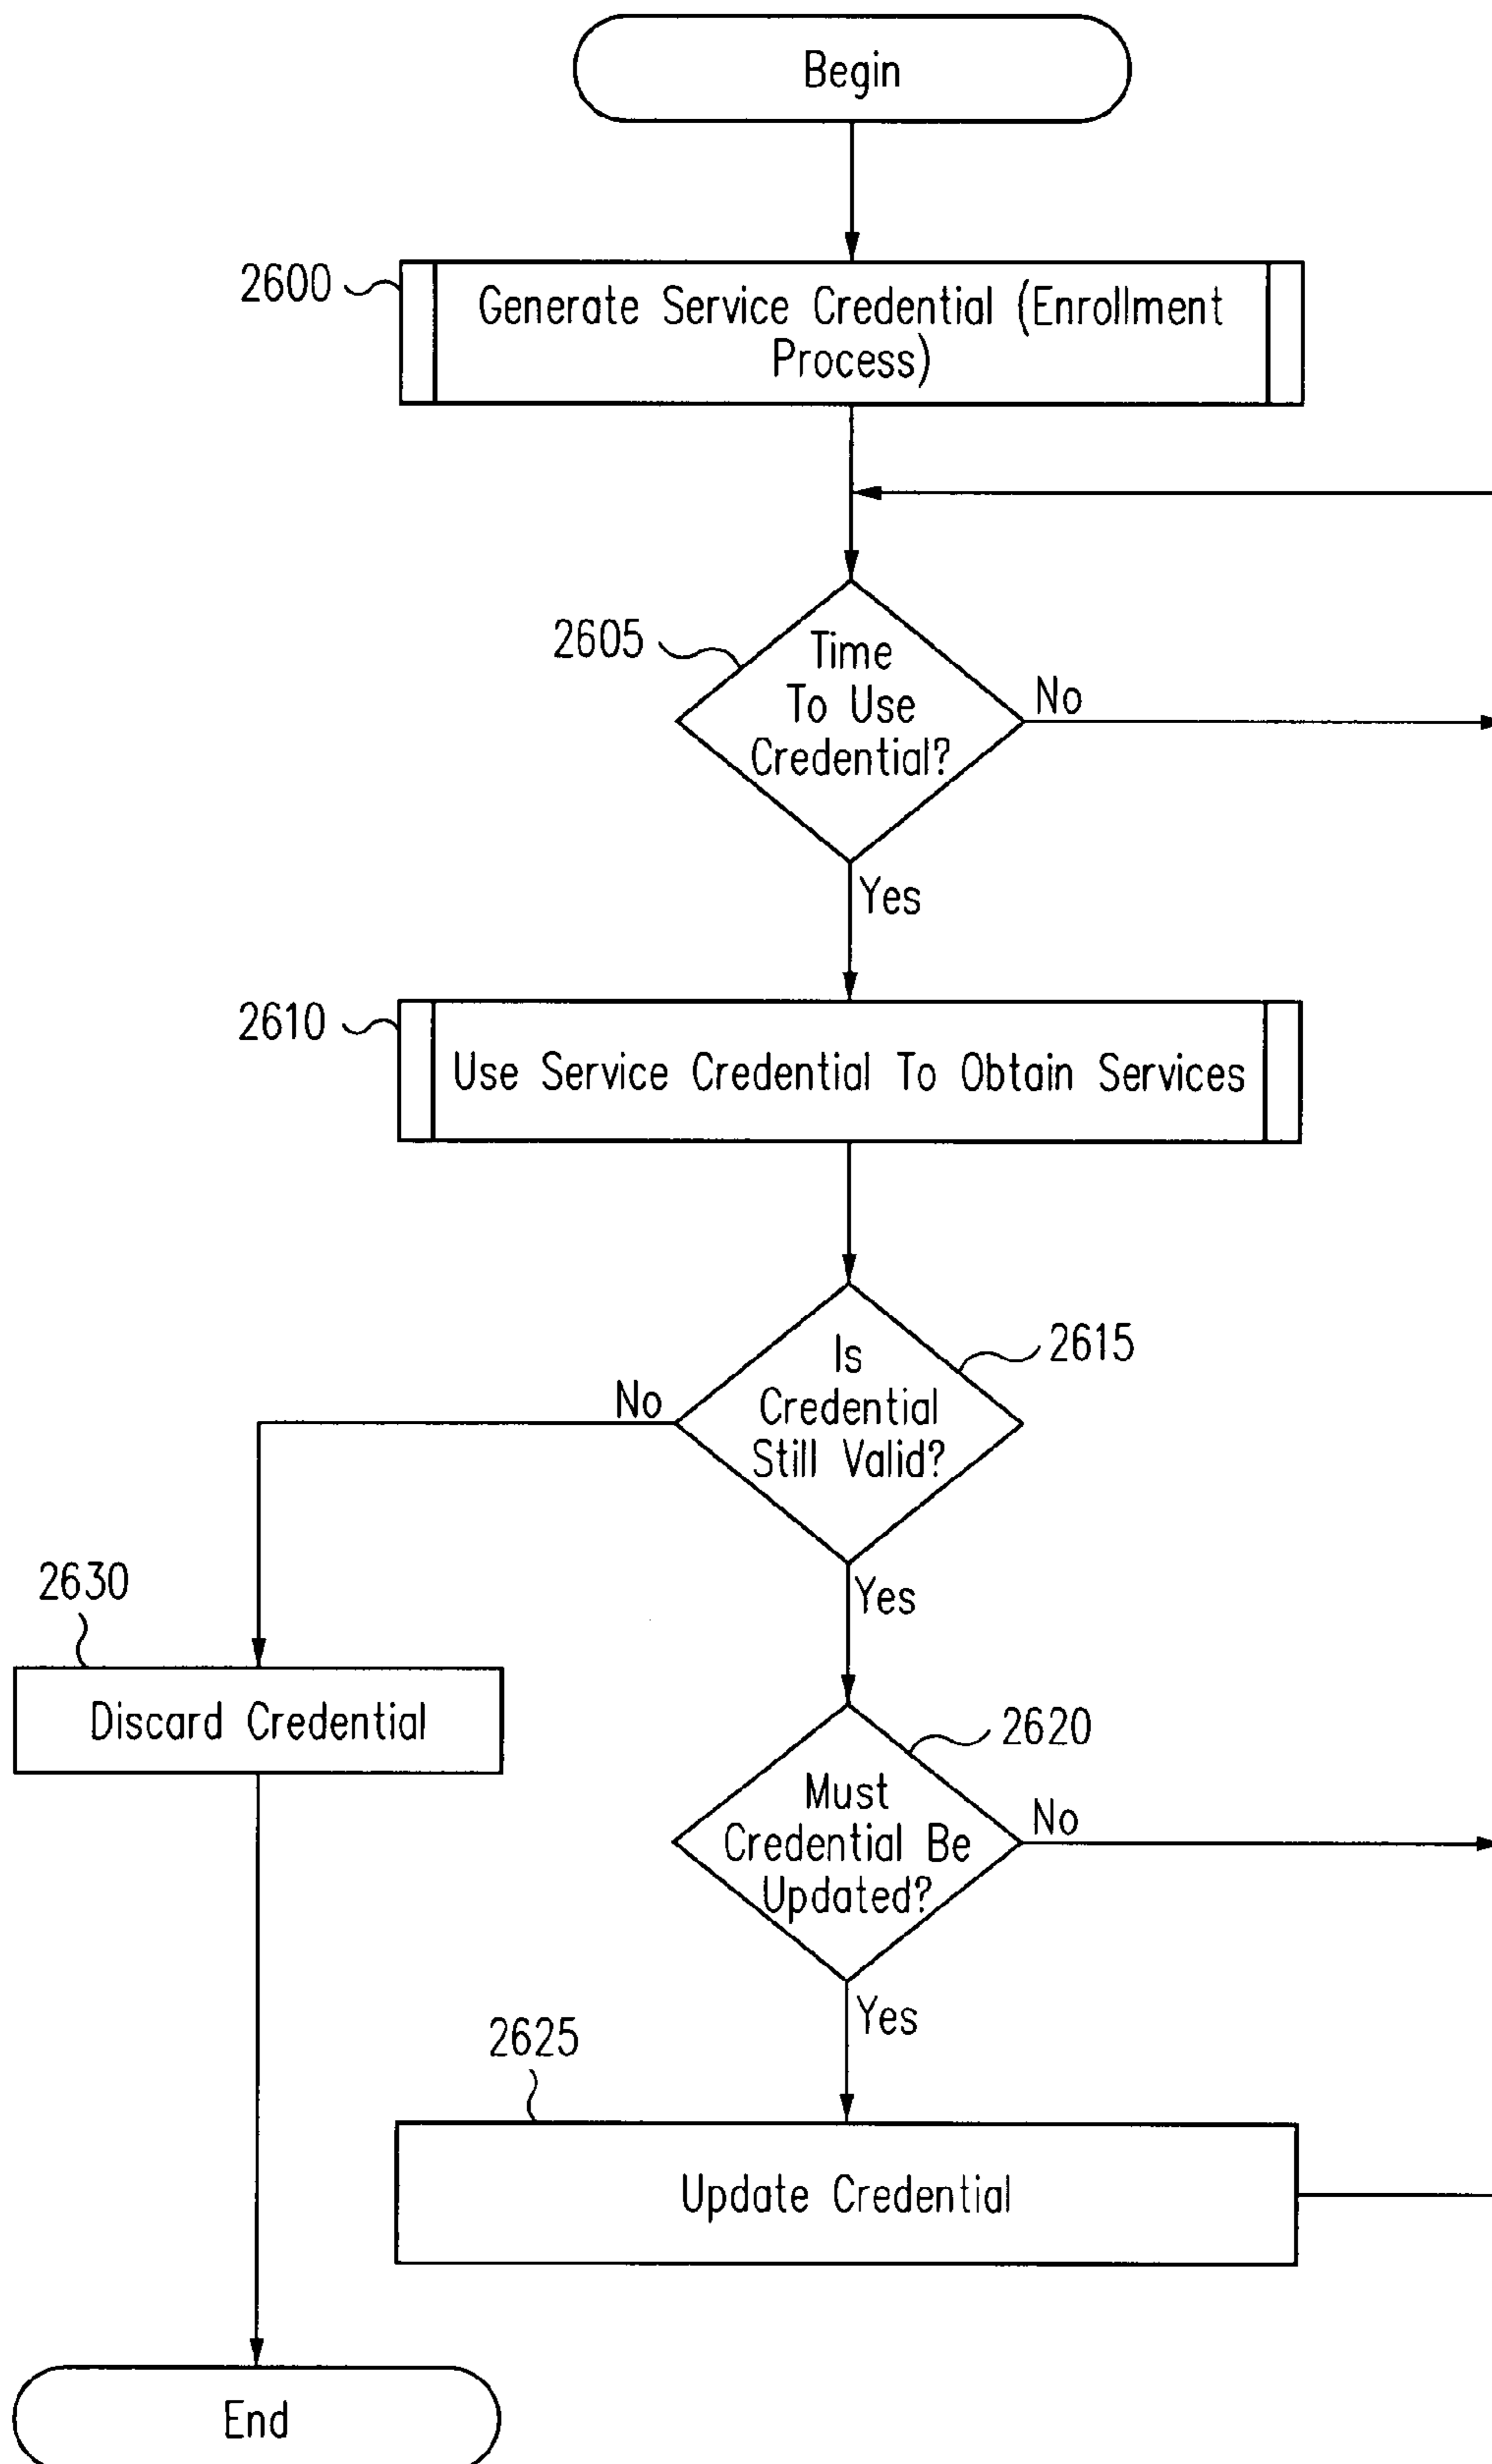 Begin
2600
Generate Service Credential (Enrollment
Process)
2605
Time
To Use
Credential?
No
Yes
2610
Use Service Credential To Obtain Services
Is
Credential
Still Valid?
2615
No
Yes
2630
Discard Credential
2620
Must
Credential Be
Updated?
No
Yes
2625
Update Credential
End